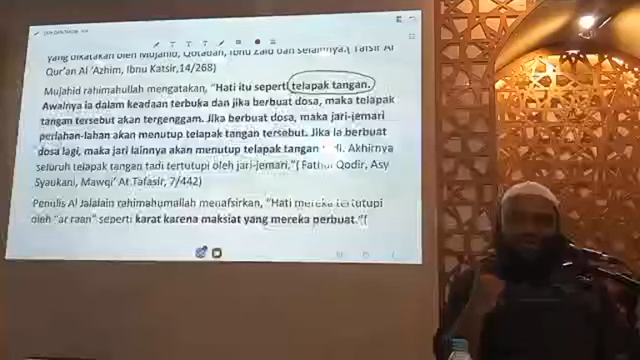 yang dikatakan oleh Mujahid, Qotadah, Ibnu Zaid dan selainnya.( Tafsir Al
Qur'an Al 'Azhim, Ibnu Katsir,14/268)
Mujahid rahimahullah mengatakan, "Hati itu seperti telapak tangan.
Awalnya ia dalam keadaan terbuka dan jika berbuat dosa, maka telapak
tangan tersebut akan tergenggam. Jika berbuat dosa, maka jari-jemari
perlahan-lahan akan menutup telapak tangan tersebut. Jika ia berbuat
dosa lagi, maka jari lainnya akan menutup telapak tangan Akhirnya
seluruh telapak tangan tadi tertutupi oleh jari-jemari."( Fathul Qodir, Asy
Syaukani, Mawqi' At Tafasir, 7/442)
Penulis Al Jalalain rahimahumallah menafsirkan, "Hati mereka tertutupi
oleh "ar raan" seperti karat karena maksiat yang mereka perbuat."(